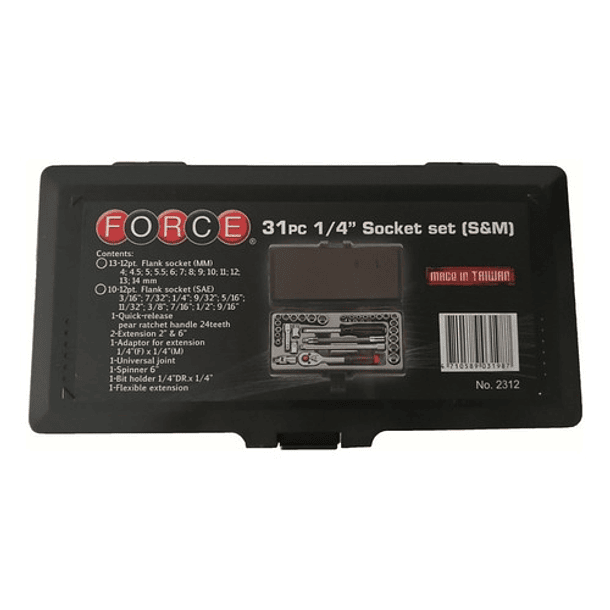 FORCE®
31PC 1/4" Socket set (S&M)
Contents:
13-12pt. Flank socket (MM)
4; 4.5; 5; 5.5; 6; 7; 8; 9; 10; 11; 12;
13; 14 mm
10-12pt. Flank socket (SAE)
3/16"; 7/32"; 1/4"; 9/32"; 5/16";
11/32"; 3/8"; 7/16"; 1/2"; 9/16"
1-Quick-release
pear ratchet handle 24teeth
2-Extension 2" & 6"
1-Adaptor for extension
1/4"(F) x 1/4"(M)
1-Universal joint
1-Spinner 6"
1-Bit holder 1/4"DR.x 1/4"
1-Flexible extension
MADE IN TAIWAN
4 710589 031987
No. 2312